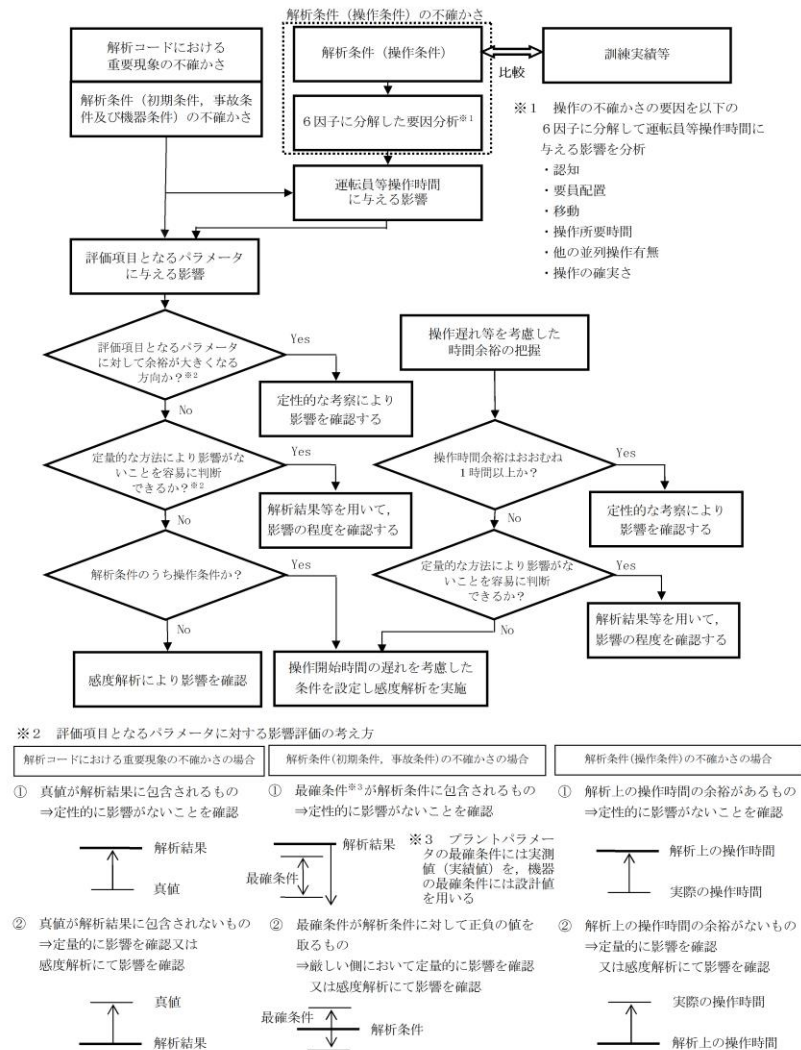 解析条件（操作条件）の不確かさ
解析コードにおける
重要現象の不確かさ
解析条件（初期条件，事故条
件及び機器条件）の不確かさ
解析条件（操作条件）
比較
訓練実績等
６因子に分解した要因分析※１
※１　操作の不確かさの要因を以下の
６因子に分解して運転員等操作時間に
与える影響を分析
・認知
・要員配置
・移動
・操作所要時間
・他の並列操作有無
・操作の確実さ
運転員等操作時間
に与える影響
評価項目となるパラメータ
に与える影響
評価項目となるパラメータ
に対して余裕が大きくなる
方向か？※２
Yes
No
定性的な考察により
影響を確認する
定量的な方法により影響がな
いことを容易に判断
できるか？※２
Yes
No
解析結果等を用いて，
影響の程度を確認する
解析条件のうち操作条件か？
Yes
No
感度解析により影響を確認
操作遅れ等を考慮した
時間余裕の把握
操作時間余裕はおおむね
１時間以上か？
Yes
No
定性的な考察により
影響を確認する
定量的な方法により影響がな
いことを容易に判断
できるか？
Yes
No
解析結果等を用いて，
影響の程度を確認する
操作開始時間の遅れを考慮した
条件を設定し感度解析を実施
※２　評価項目となるパラメータに対する影響評価の考え方
解析コードにおける重要現象の不確かさの場合
①　真値が解析結果に包含されるもの
⇒定性的に影響がないことを確認
解析結果
真値
②　真値が解析結果に包含されないもの
⇒定量的に影響を確認又は
感度解析にて影響を確認
真値
解析結果
解析条件(初期条件，事故条件)の不確かさの場合
①　最確条件※３が解析条件に包含されるもの
⇒定性的に影響がないことを確認
解析結果
最確条件
※３　プラントパラメー
タの最確条件には実測
値（実績値）を，機器
の最確条件には設計値
を用いる
②　最確条件が解析条件に対して正負の値を
取るもの
⇒厳しい側において定量的に影響を確認
又は感度解析にて影響を確認
最確条件
解析条件
解析条件(操作条件)の不確かさの場合
①　解析上の操作時間の余裕があるもの
⇒定性的に影響がないことを確認
解析上の操作時間
実際の操作時間
②　解析上の操作時間の余裕がないもの
⇒定量的に影響を確認
又は感度解析にて影響を確認
実際の操作時間
解析上の操作時間